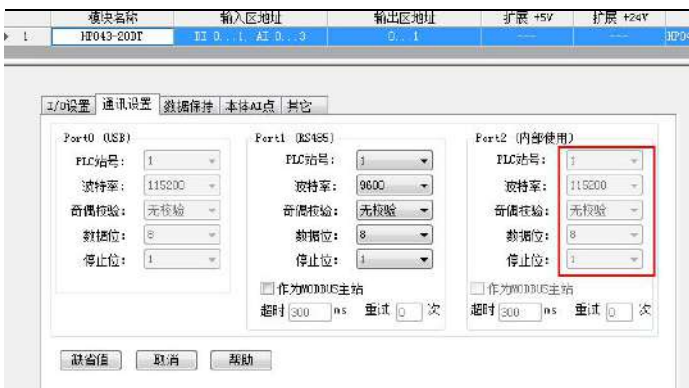 模块名称 输入区地址 输出区地址 扩展 +5V 扩展 +24V
1 HP043-20DT DI 0...1, AI 0...3 0...1 --- --- HP04
I/O设置 通讯设置 数据保持 本体AI点 其它
Port0 (USB) Port1 (RS485) Port2 (内部使用)
PLC站号: 1 PLC站号: 1 PLC站号: 1
波特率: 115200 波特率: 9600 波特率: 115200
奇偶校验: 无校验 奇偶校验: 无校验 奇偶校验: 无校验
数据位: 8 数据位: 8 数据位: 8
停止位: 1 停止位: 1 停止位: 1
作为MODBUS主站 作为MODBUS主站
超时 300 ms 重试 0 次 超时 300 ms 重试 0 次
缺省值 取消 帮助